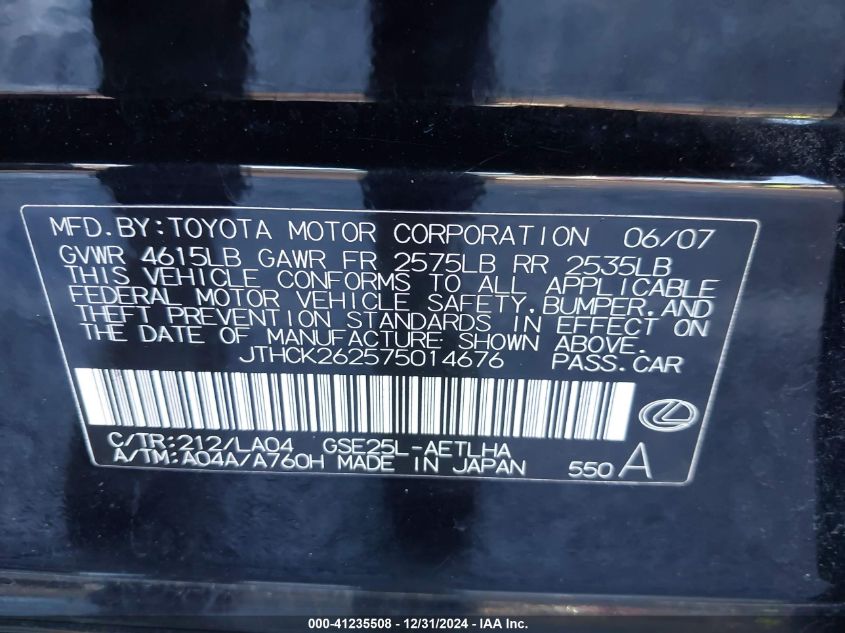 MFD.BY:TOYOTA MOTOR CORPORATION 06/07
GVWR 4615LB GAWR FR 2575LB RR 2535LB
THIS VEHICLE CONFORMS TO ALL APPLICABLE
FEDERAL MOTOR VEHICLE SAFETY,BUMPER,AND
THEFT PREVENTION STANDARDS IN EFFECT ON
THE DATE OF MANUFACTURE SHOWN ABOVE.
JTHCK262575014676 PASS.CAR
C/TR:212/LA04 GSE25L-AETLHA
A/TM:A04A/A760H MADE IN JAPAN 550A
000-41235508 - 12/31/2024 - IAA Inc.